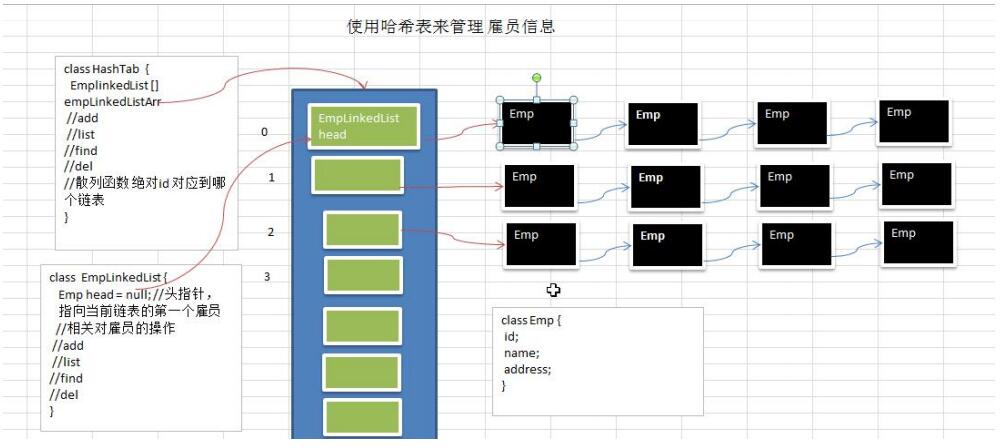 使用哈希表来管理 雇员信息
class HashTab {
EmplinkedList []
empLinkedListArr
//add
//list
//find
//del
//散列函数 绝对id 对应到哪
个链表
}
class EmpLinkedList {
Emp head = null; //头指针，
指向当前链表的第一个雇员
//相关对雇员的操作
//add
//list
//find
//del
}
0
1
2
3
EmpLinkedList
head
Emp
Emp
Emp
Emp
Emp
Emp
Emp
Emp
Emp
Emp
Emp
Emp
class Emp {
id;
name;
address;
}